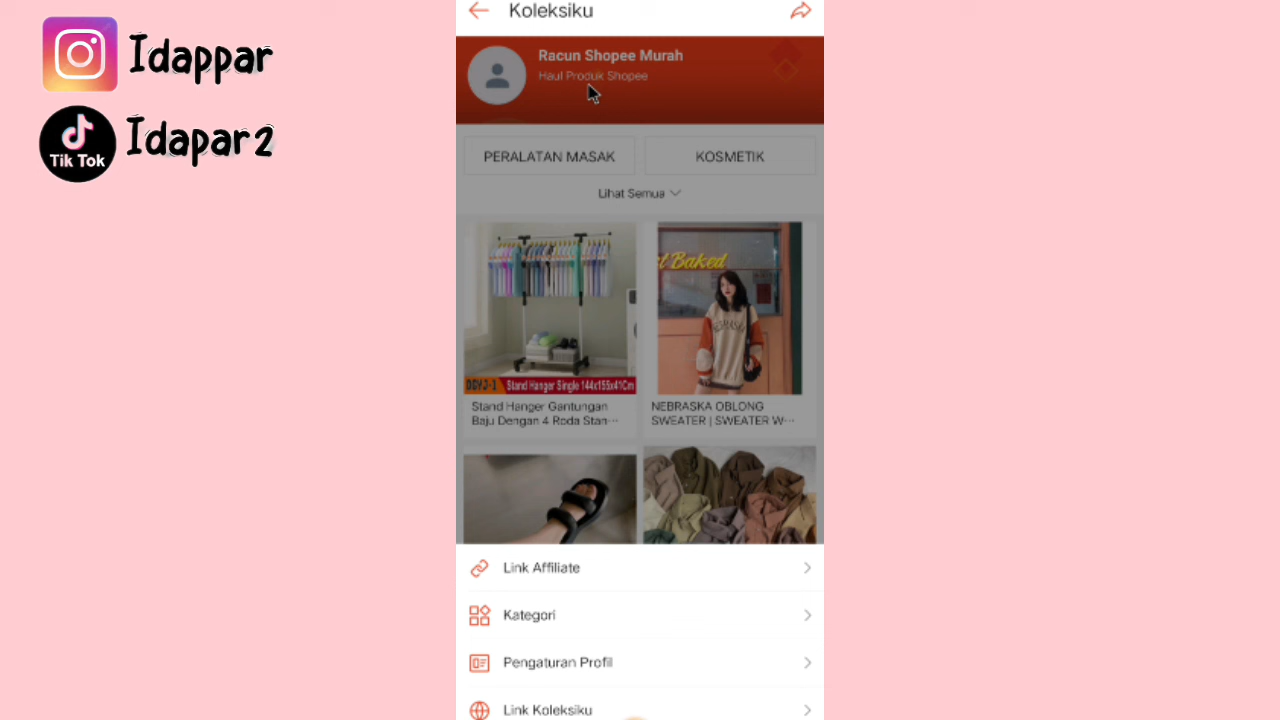 Idappar
Tik Tok
Idapar2
Koleksiku
Racun Shopee Murah
Haul Produk Shopee
PERALATAN MASAK
KOSMETIK
Lihat Semua
t Baked
NEBRASKA
Stand Hanger Single 144x155x41Cm
Stand Hanger Gantungan
Baju Dengan 4 Roda Stan···
NEBRASKA OBLONG
SWEATER | SWEATER W···
Link Affiliate
Kategori
Pengaturan Profil
Link Koleksiku